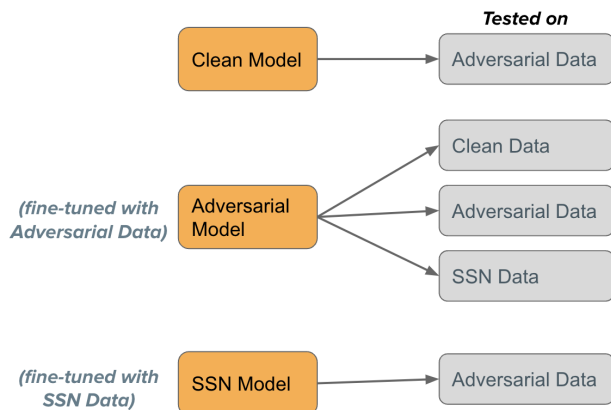 Tested on
Clean Model
Adversarial Data
Clean Data
(fine-tuned with
Adversarial Data)
Adversarial
Model
Adversarial Data
SSN Data
(fine-tuned with
SSN Data)
SSN Model
Adversarial Data